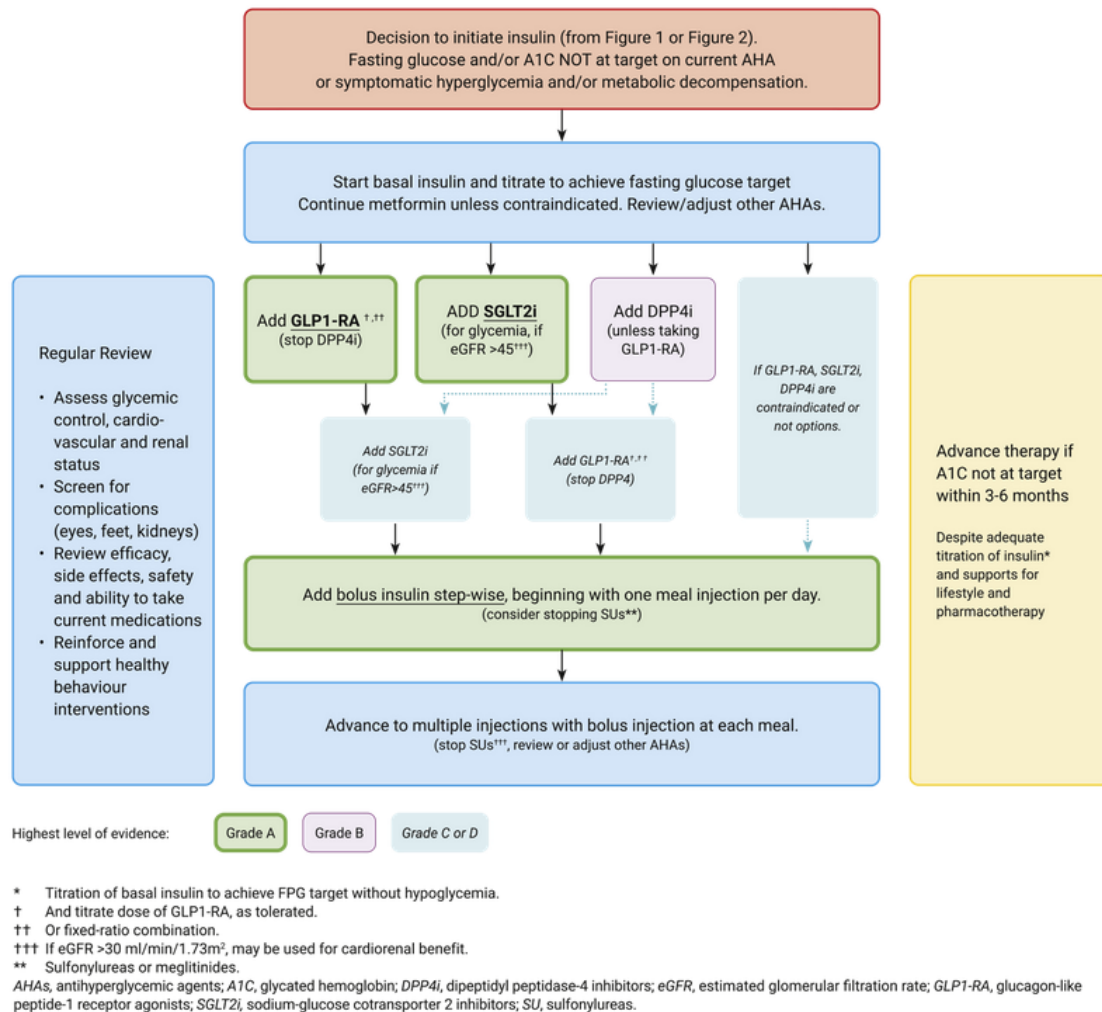 Decision to initiate insulin (from Figure 1 or Figure 2).
Fasting glucose and/or A1C NOT at target on current AHA
or symptomatic hyperglycemia and/or metabolic decompensation.
Start basal insulin and titrate to achieve fasting glucose target
Continue metformin unless contraindicated. Review/adjust other AHAs.
Regular Review
• Assess glycemic
control, cardio-
vascular and renal
status
• Screen for
complications
(eyes, feet, kidneys)
• Review efficacy,
side effects, safety
and ability to take
current medications
• Reinforce and
support healthy
behaviour
interventions
Add GLP1-RA †,††
(stop DPP4i)
ADD SGLT2i
(for glycemia, if
eGFR >45†††)
Add DPP4i
(unless taking
GLP1-RA)
If GLP1-RA, SGLT2i,
DPP4i are
contraindicated or
not options.
Add SGLT2i
(for glycemia if
eGFR>45†††)
Add GLP1-RA†,††
(stop DPP4)
Add bolus insulin step-wise, beginning with one meal injection per day.
(consider stopping SUs**)
Advance to multiple injections with bolus injection at each meal.
(stop SUs†††, review or adjust other AHAs)
Advance therapy if
A1C not at target
within 3-6 months
Despite adequate
titration of insulin*
and supports for
lifestyle and
pharmacotherapy
Highest level of evidence: Grade A Grade B Grade C or D
* Titration of basal insulin to achieve FPG target without hypoglycemia.
† And titrate dose of GLP1-RA, as tolerated.
†† Or fixed-ratio combination.
††† If eGFR >30 ml/min/1.73m², may be used for cardiorenal benefit.
** Sulfonylureas or meglitinides.
AHAs, antihyperglycemic agents; A1C, glycated hemoglobin; DPP4i, dipeptidyl peptidase-4 inhibitors; eGFR, estimated glomerular filtration rate; GLP1-RA, glucagon-like
peptide-1 receptor agonists; SGLT2i, sodium-glucose cotransporter 2 inhibitors; SU, sulfonylureas.